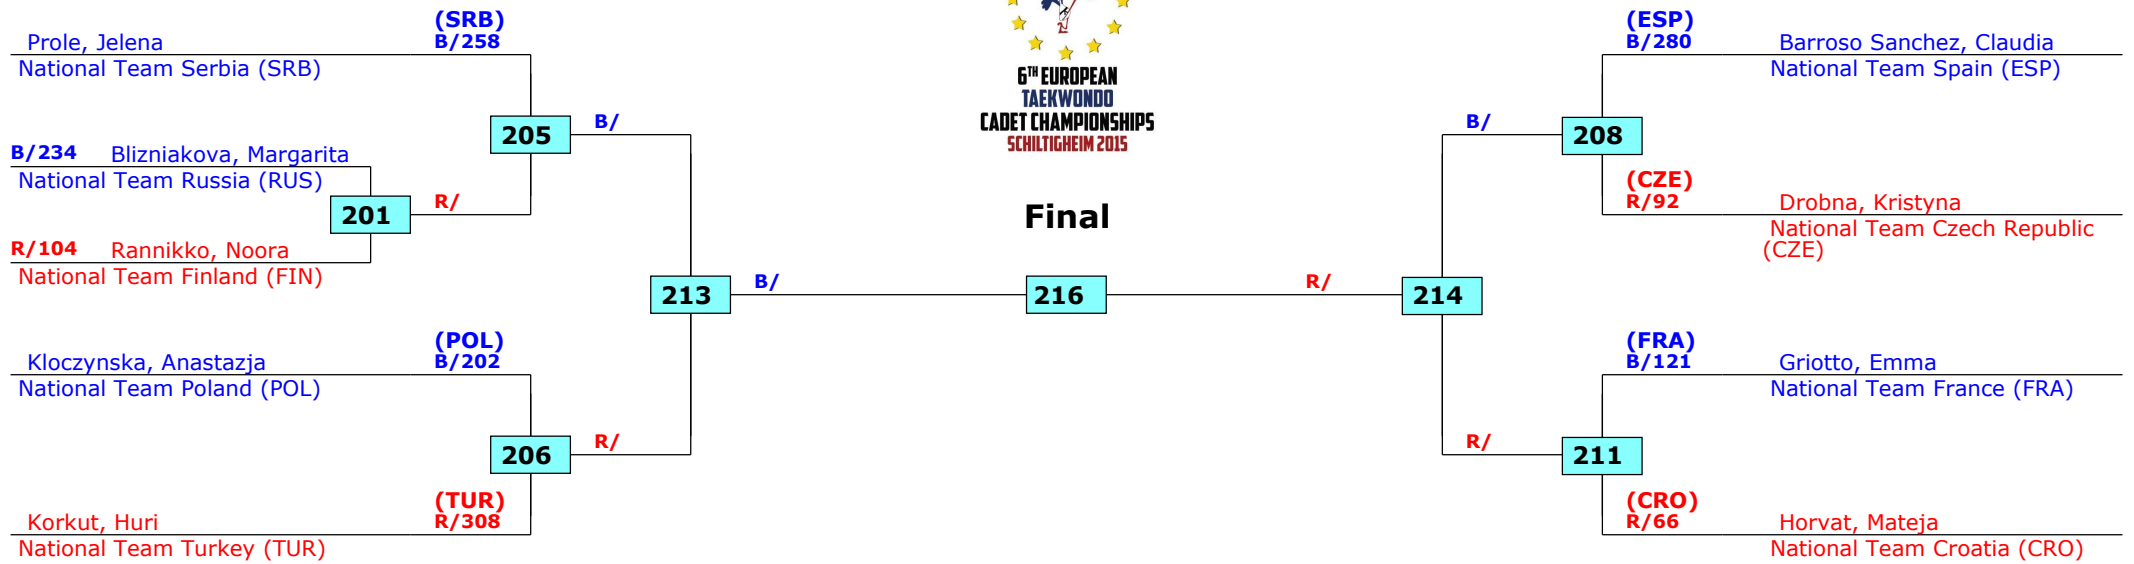 (SRB)
Prole, Jelena B/258
National Team Serbia (SRB)
205
B/
B/234 Blizniakova, Margarita
National Team Russia (RUS)
201
R/
R/104 Rannikko, Noora
National Team Finland (FIN)
213
B/
(POL)
Kloczynska, Anastazja B/202
National Team Poland (POL)
206
R/
(TUR)
Korkut, Huri R/308
National Team Turkey (TUR)
6TH EUROPEAN
TAEKWONDO
CADET CHAMPIONSHIPS
SCHILTIGHEIM 2015
Final
216
(ESP)
B/280 Barroso Sanchez, Claudia
National Team Spain (ESP)
B/
208
(CZE)
R/92 Drobna, Kristyna
National Team Czech Republic
(CZE)
R/
214
(FRA)
B/121 Griotto, Emma
National Team France (FRA)
R/
211
(CRO)
R/66 Horvat, Mateja
National Team Croatia (CRO)